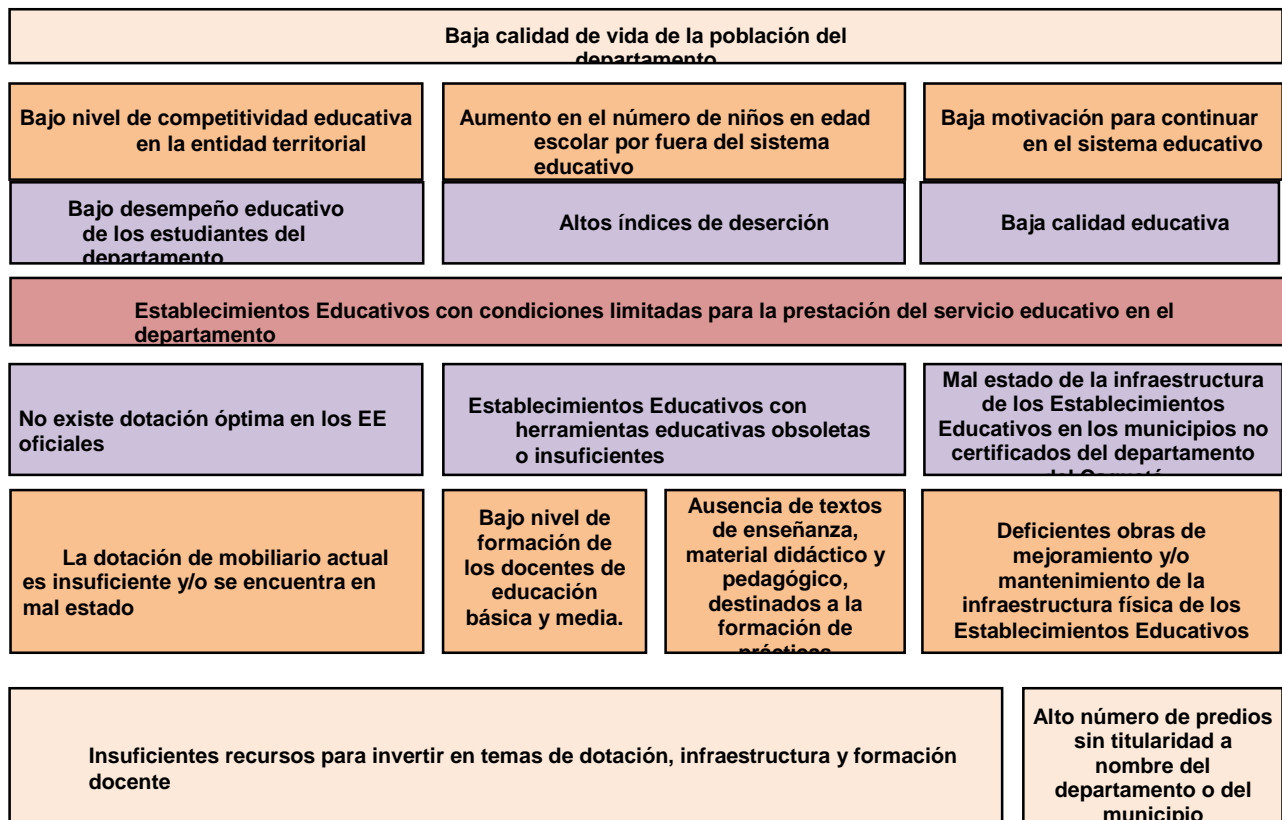 Baja calidad de vida de la población del
departamento
Bajo nivel de competitividad educativa
en la entidad territorial
Aumento en el número de niños en edad
escolar por fuera del sistema
educativo
Baja motivación para continuar
en el sistema educativo
Bajo desempeño educativo
de los estudiantes del
departamento
Altos índices de deserción
Baja calidad educativa
Establecimientos Educativos con condiciones limitadas para la prestación del servicio educativo en el
departamento
No existe dotación óptima en los EE
oficiales
Establecimientos Educativos con
herramientas educativas obsoletas
o insuficientes
Mal estado de la infraestructura
de los Establecimientos
Educativos en los municipios no
certificados del departamento
del Caquetá
La dotación de mobiliario actual
es insuficiente y/o se encuentra en
mal estado
Bajo nivel de
formación de
los docentes de
educación
básica y media.
Ausencia de textos
de enseñanza,
material didáctico y
pedagógico,
destinados a la
formación de
prácticas
Deficientes obras de
mejoramiento y/o
mantenimiento de la
infraestructura física de los
Establecimientos Educativos
Insuficientes recursos para invertir en temas de dotación, infraestructura y formación
docente
Alto número de predios
sin titularidad a
nombre del
departamento o del
municipio